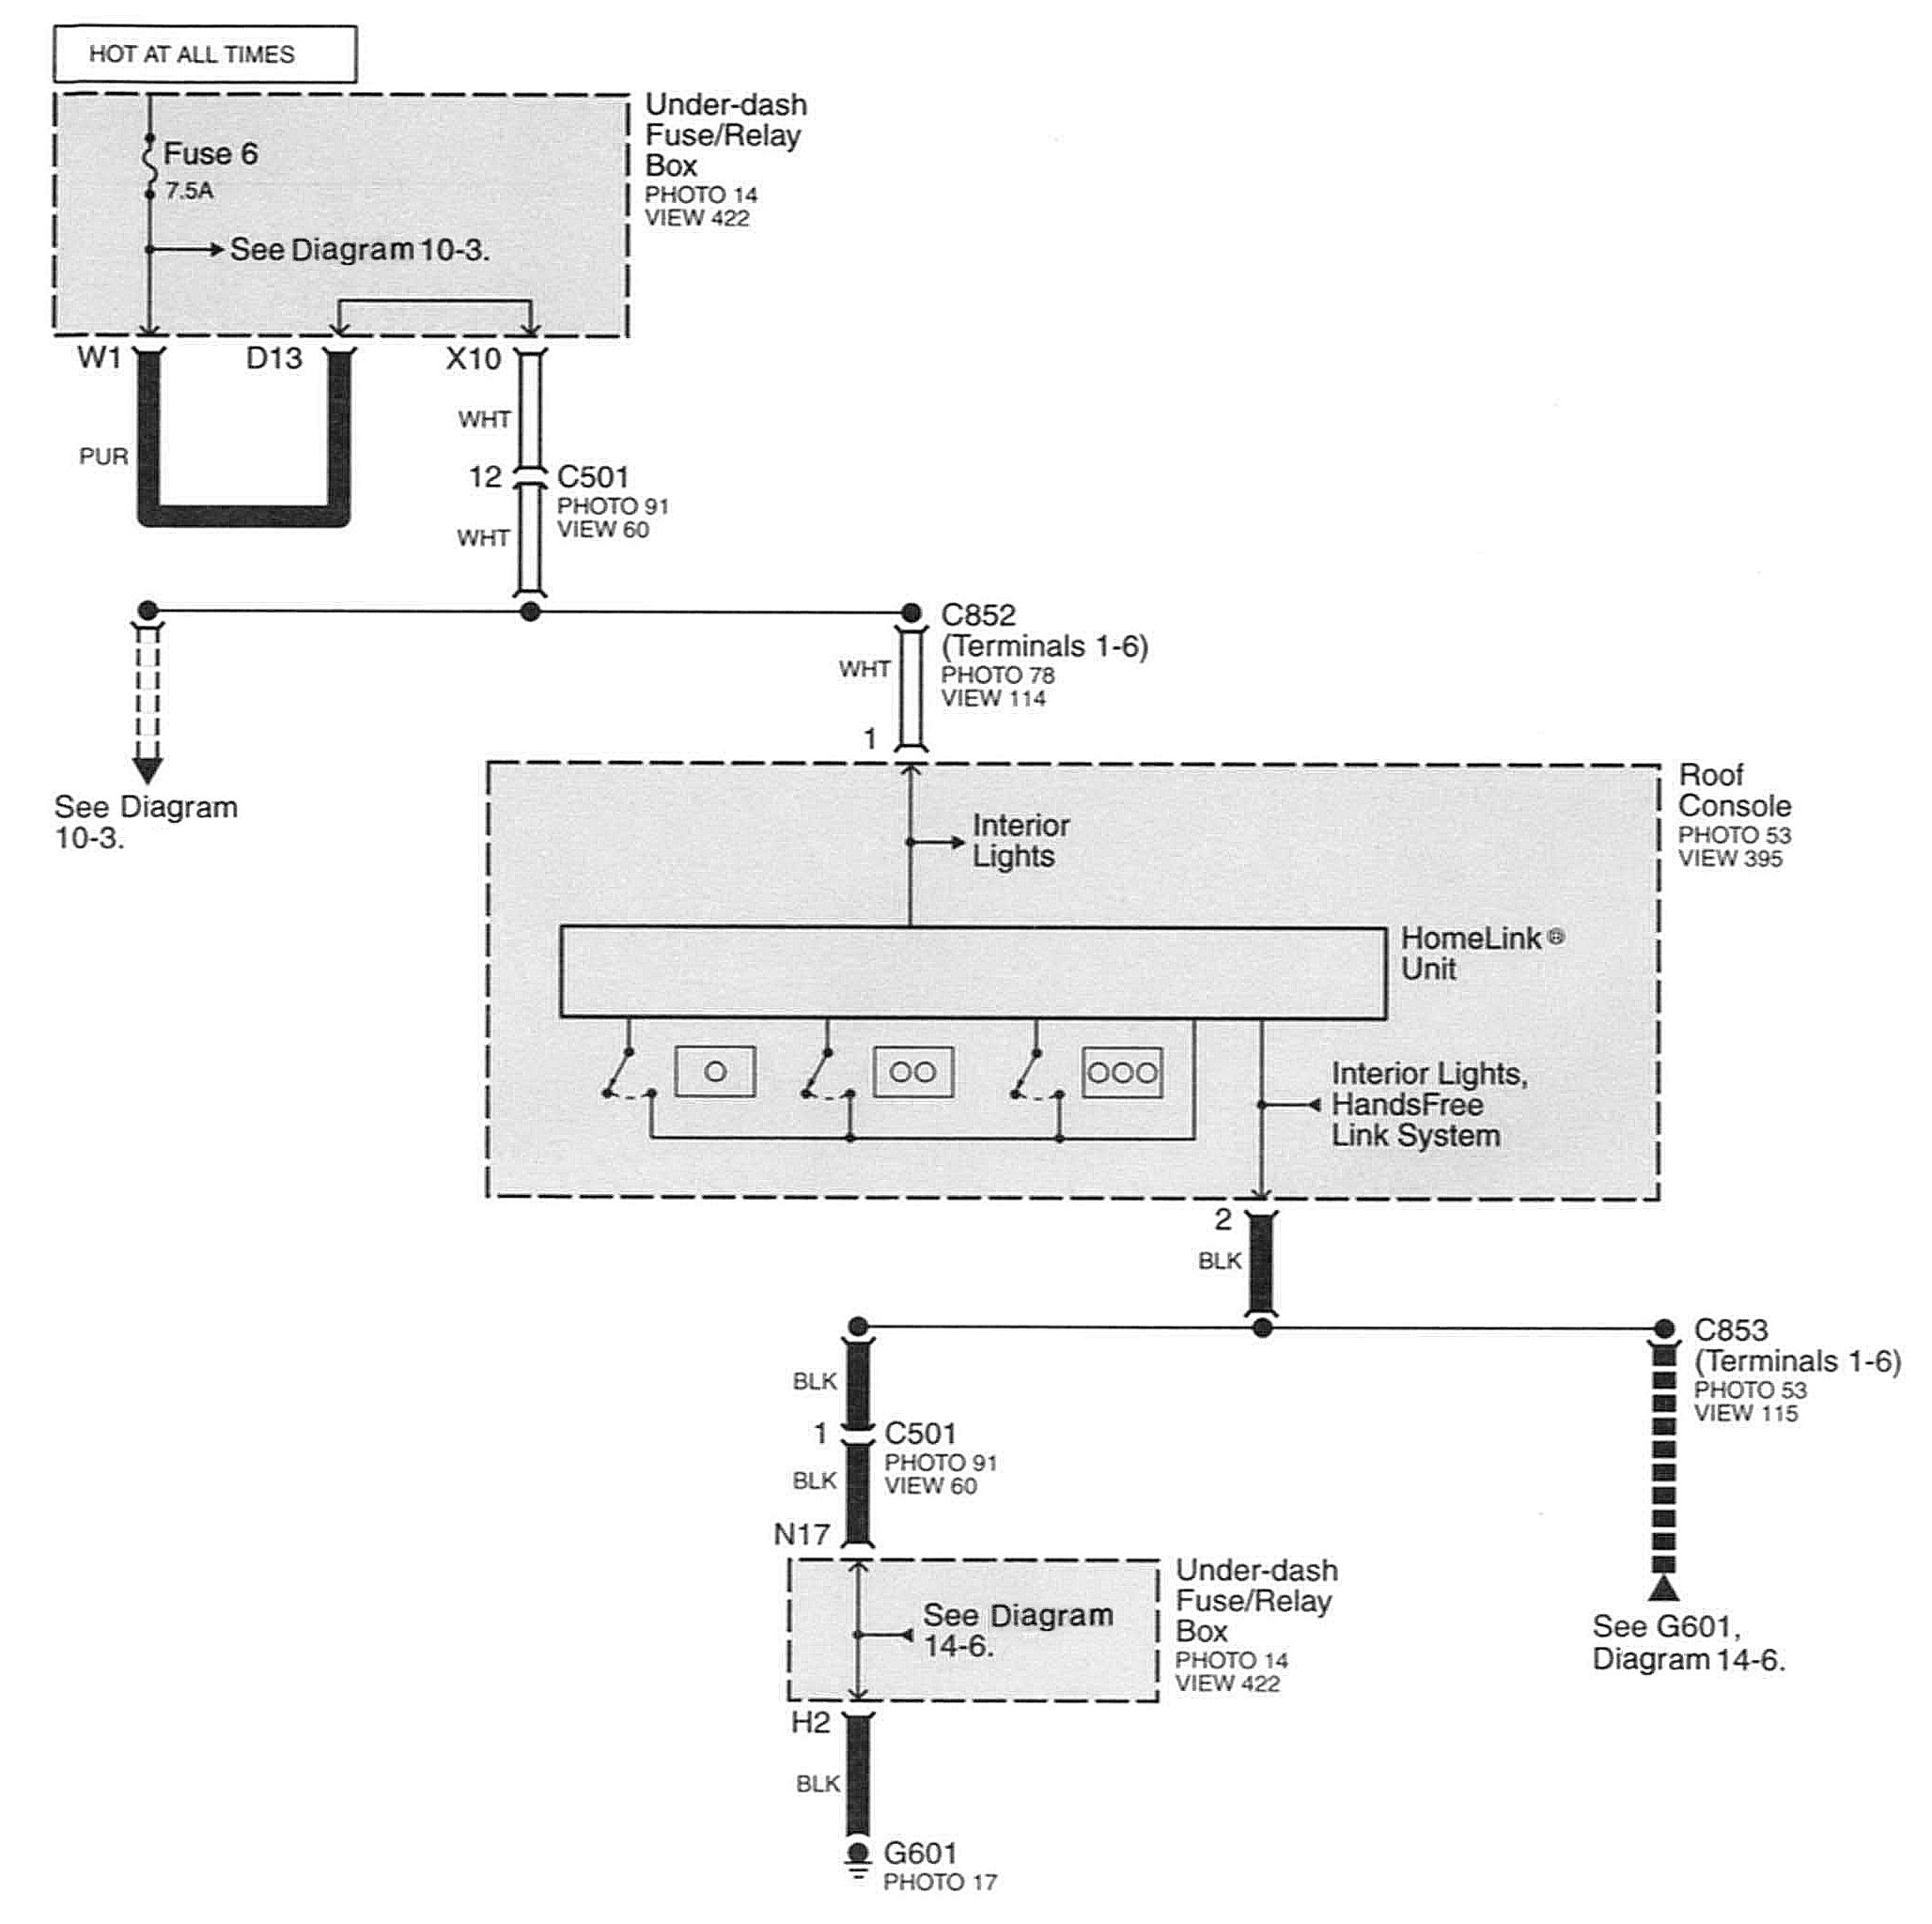 HOT AT ALL TIMES
Under-dash
Fuse/Relay
Box
PHOTO 14
VIEW 422
Fuse 6
7.5A
See Diagram 10-3.
W1
D13
X10
PUR
WHT
12
C501
PHOTO 91
VIEW 60
WHT
C852
(Terminals 1-6)
PHOTO 78
VIEW 114
WHT
1
See Diagram
10-3.
Roof
Console
PHOTO 53
VIEW 395
Interior
Lights
HomeLink ®
Unit
Interior Lights,
HandsFree
Link System
2
BLK
C853
(Terminals 1-6)
PHOTO 53
VIEW 115
BLK
1
C501
PHOTO 91
VIEW 60
BLK
N17
Under-dash
Fuse/Relay
Box
PHOTO 14
VIEW 422
See Diagram
14-6.
See G601,
Diagram 14-6.
H2
BLK
G601
PHOTO 17